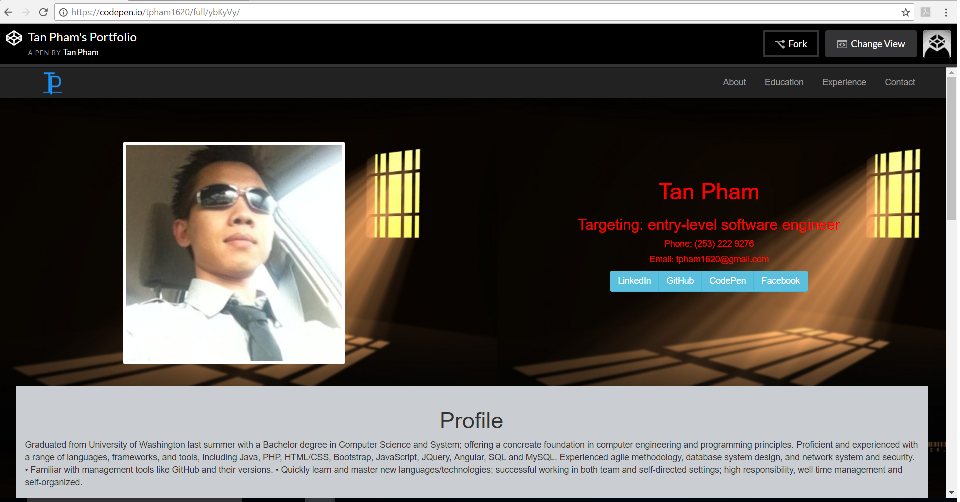 https://codepen.io/tpham1620/full/ybKyVy/
Tan Pham's Portfolio
A PEN BY Tan Pham
Fork
Change View
TP
About Education Experience Contact
Tan Pham
Targeting: entry-level software engineer
Phone: (253) 222 9278
Email: tpham1620@gmail.com
LinkedIn GitHub CodePen Facebook
Profile
Graduated from University of Washington last summer with a Bachelor degree in Computer Science and System; offering a concreate foundation in computer engineering and programming principles. Proficient and experienced with
a range of languages, frameworks, and tools, including Java, PHP, HTML/CSS, Bootstrap, JavaScript, JQuery, Angular, SQL and MySQL. Experienced agile methodology, database system design, and network system and security.
• Familiar with management tools like GitHub and their versions. • Quickly learn and master new languages/technologies; successful working in both team and self-directed settings; high responsibility, well time management and
self-organized.